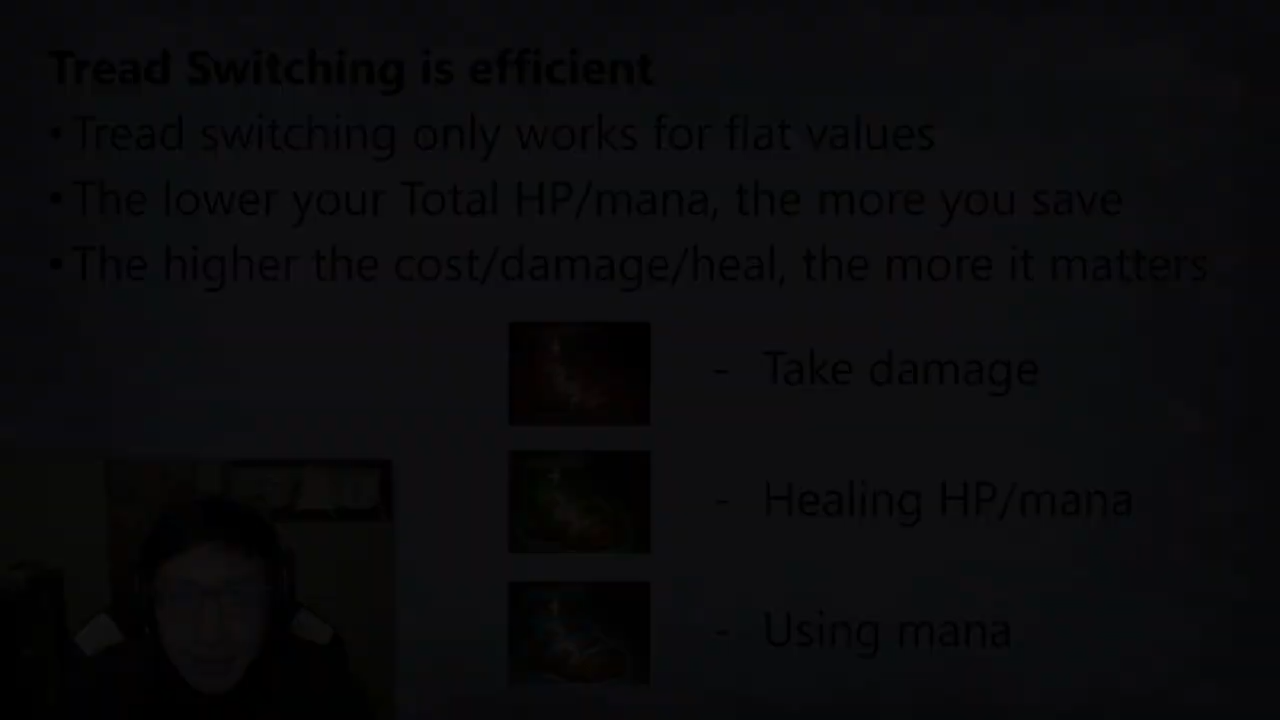 Tread Switching is efficient
• Tread switching only works for flat values
• The lower your Total HP/mana, the more you save
• The higher the cost/damage/heal, the more it matters
- Take damage
- Healing HP/mana
- Using mana